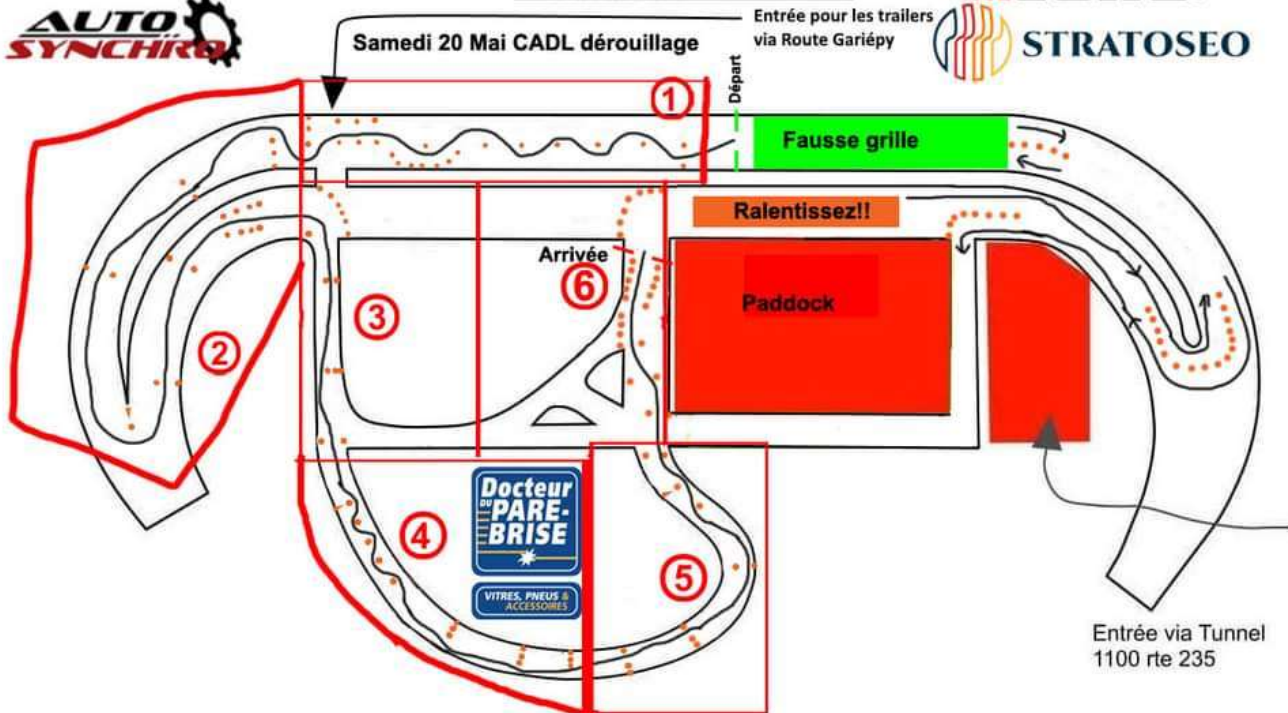 AUTO
SYNCHRO
Samedi 20 Mai CADL dérouillage
Entrée pour les trailers
via Route Gariépy
STRATOSEO
1
Départ
Fausse grille
Ralentissez!!
Arrivée
6
Paddock
3
2
Docteur
DU PARE-
BRISE
4
5
VITRES, PNEUS &
ACCESSOIRES
Entrée via Tunnel
1100 rte 235